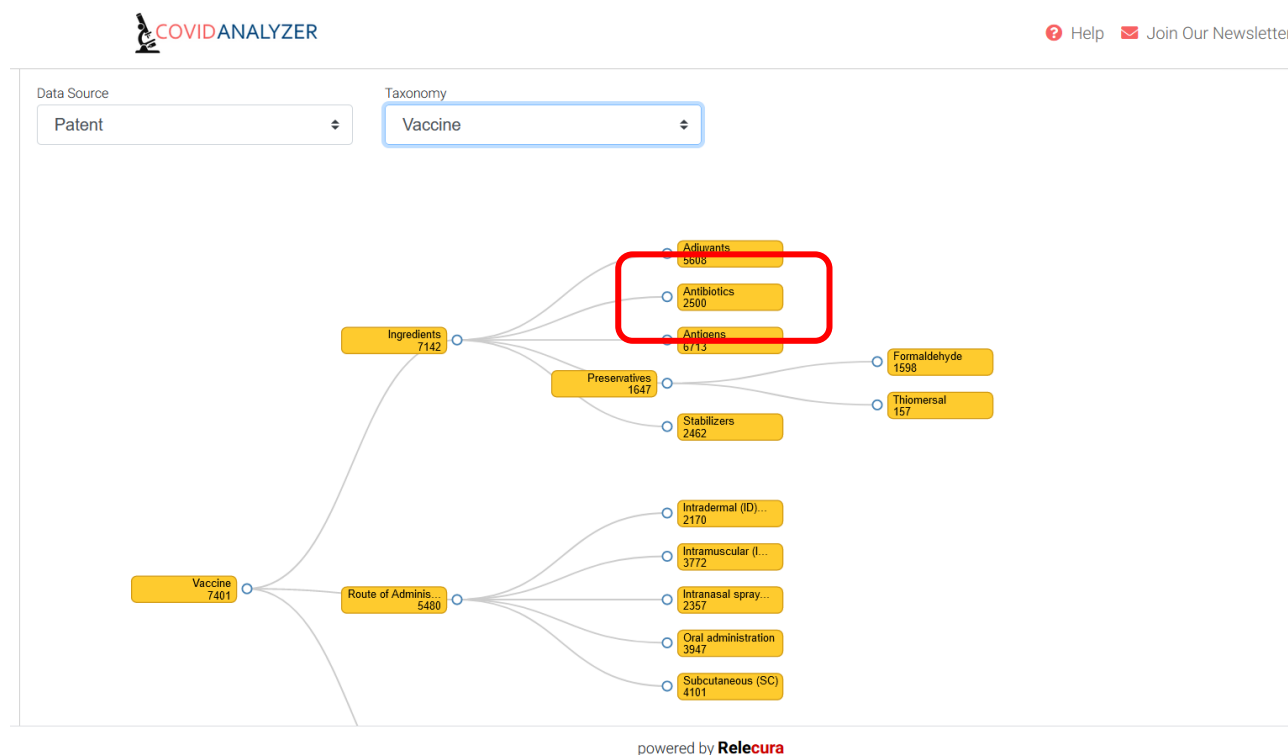 COVIDANALYZER
Help Join Our Newsletter
Data Source
Taxonomy
Patent
Vaccine
Adjuvants
5608
Antibiotics
2500
Ingredients
7142
Antigens
6713
Formaldehyde
1598
Preservatives
1647
Thiomersal
157
Stabilizers
2462
Intradermal (ID)...
2170
Intramuscular (I...
3772
Vaccine
7401
Route of Adminis...
5480
Intranasal spray...
2357
Oral administration
3947
Subcutaneous (SC)
4101
powered by Relecura